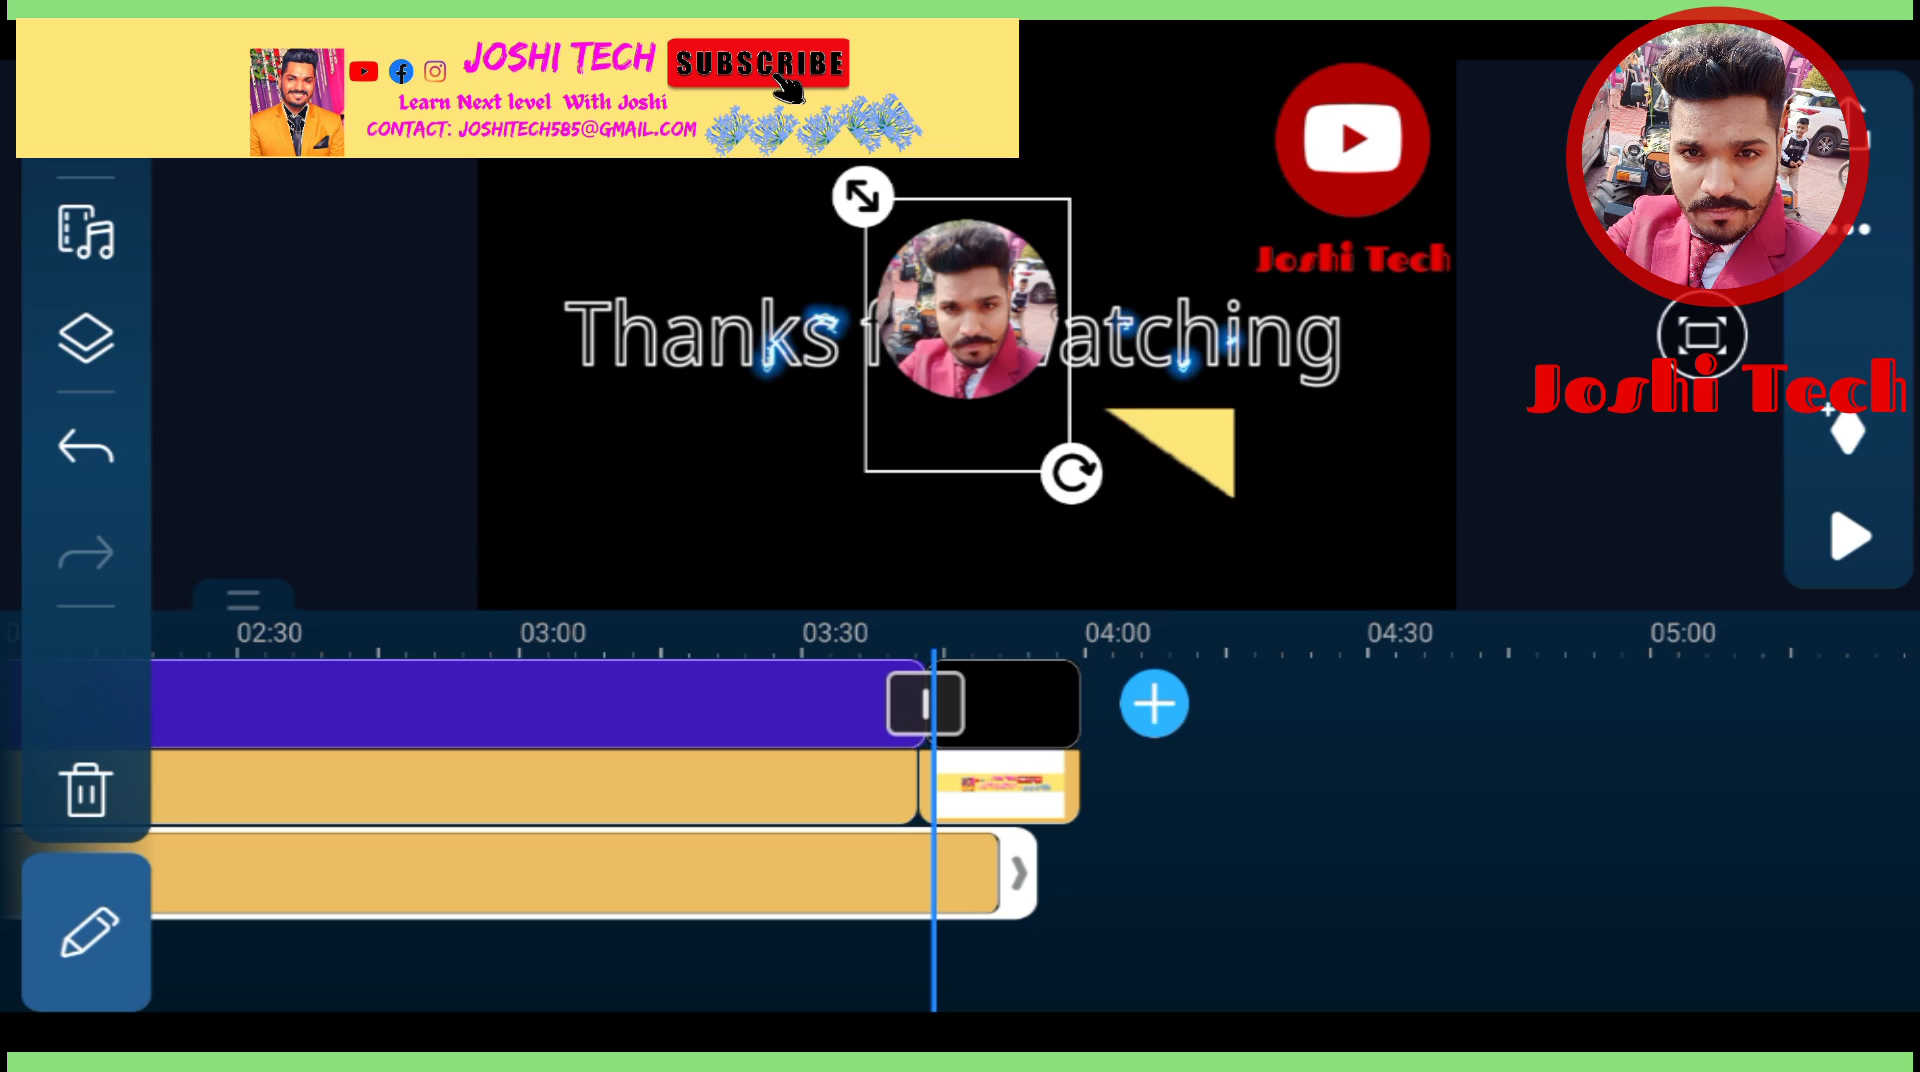 JOSHI TECH
SUBSCRIBE
Learn Next level With Joshi
CONTACT: JOSHITECH585@GMAIL.COM
Joshi Tech
Thanks f Watching
Joshi Tech
02:30
03:00
03:30
04:00
04:30
05:00